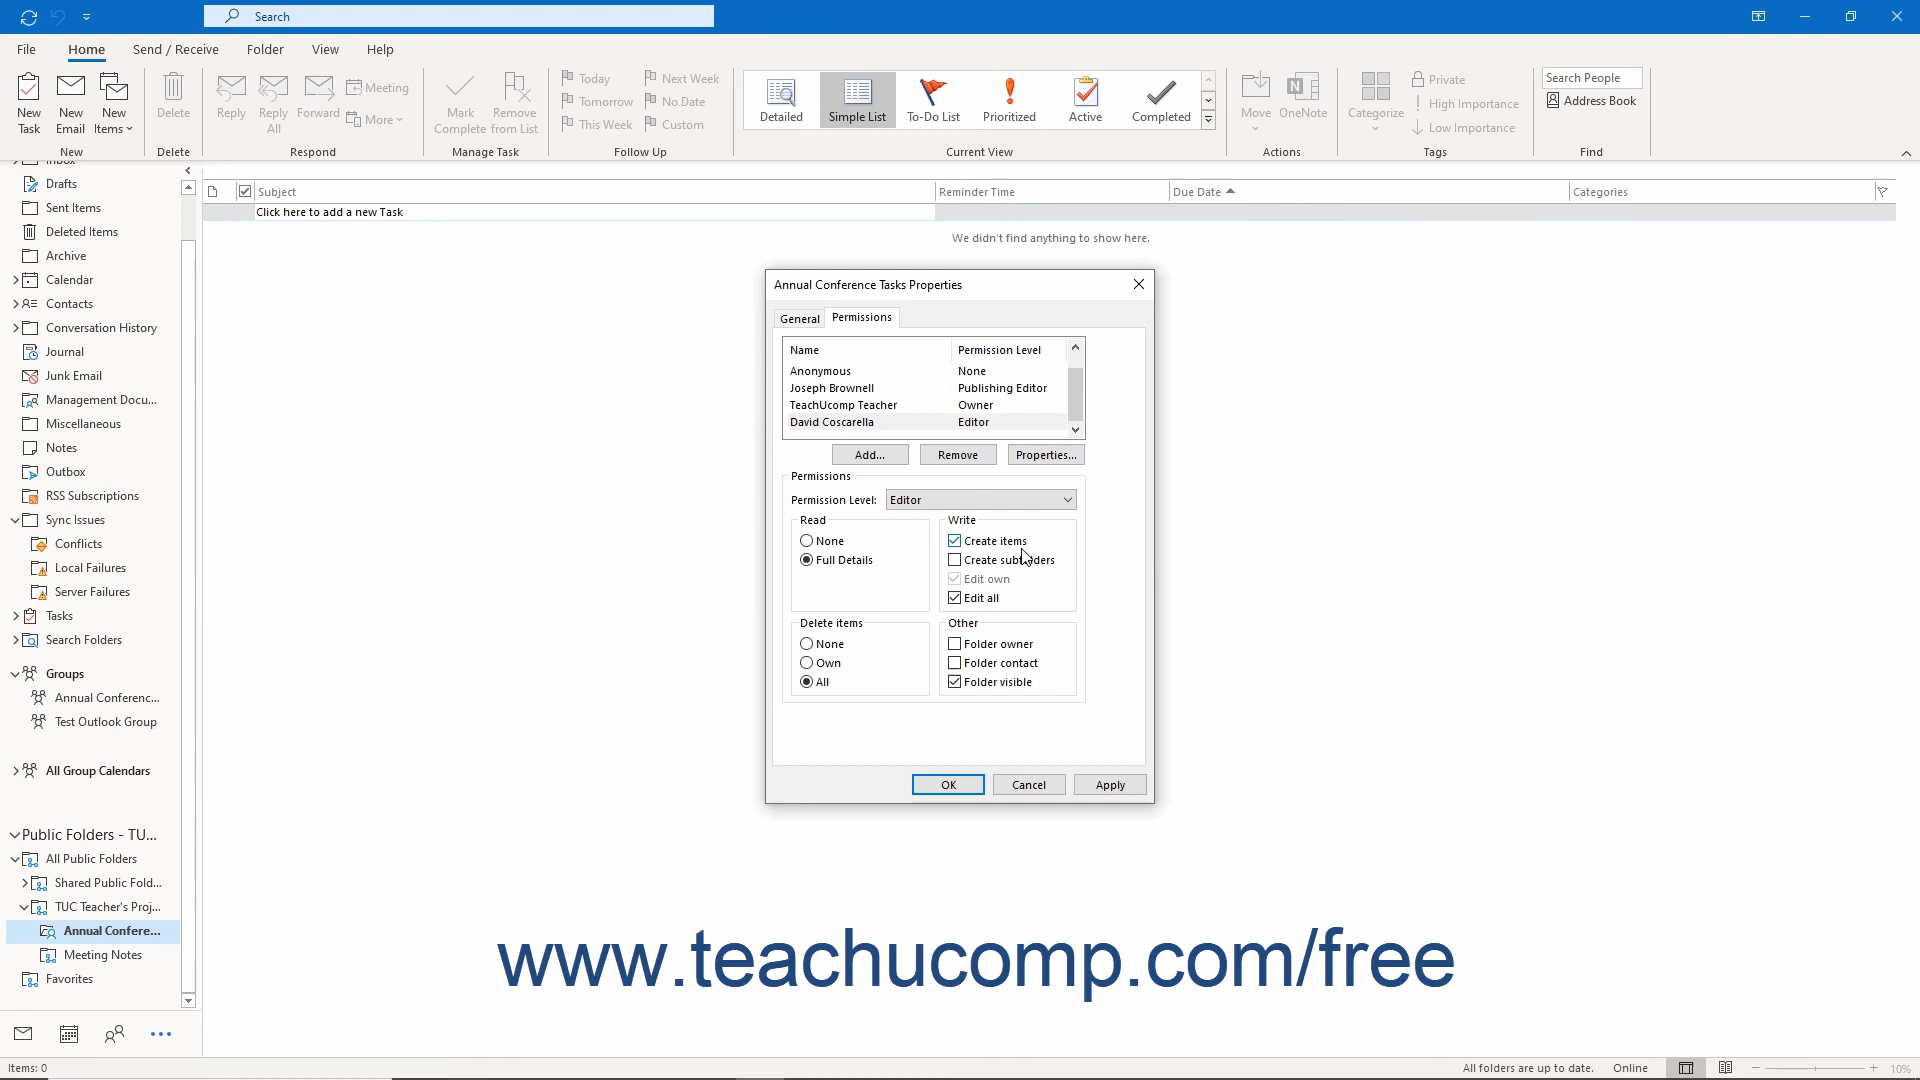 Search
File Home Send / Receive Folder View Help
New Task
New Email
New Items
New
Delete
Delete
Reply
Reply All
Forward
Meeting
More
Respond
Mark Complete
Remove from List
Manage Task
Today
Tomorrow
This Week
Next Week
No Date
Custom
Follow Up
Detailed
Simple List
To-Do List
Prioritized
Active
Completed
Current View
Move
OneNote
Actions
Categorize
Private
High Importance
Low Importance
Tags
Search People
Address Book
Find
Inbox
Drafts
Sent Items
Deleted Items
Archive
Calendar
Contacts
Conversation History
Journal
Junk Email
Management Docu...
Miscellaneous
Notes
Outbox
RSS Subscriptions
Sync Issues
Conflicts
Local Failures
Server Failures
Tasks
Search Folders
Groups
Annual Conferenc...
Test Outlook Group
All Group Calendars
Public Folders - TU...
All Public Folders
Shared Public Fold...
TUC Teacher's Proj...
Annual Confere...
Meeting Notes
Favorites
Subject Reminder Time Due Date Categories
Click here to add a new Task
We didn't find anything to show here.
Annual Conference Tasks Properties
General Permissions
Name Permission Level
Anonymous None
Joseph Brownell Publishing Editor
TeachUcomp Teacher Owner
David Coscarella Editor
Add... Remove Properties...
Permissions
Permission Level: Editor
Read
None
Full Details
Write
Create items
Create subfolders
Edit own
Edit all
Delete items
None
Own
All
Other
Folder owner
Folder contact
Folder visible
OK Cancel Apply
www.teachucomp.com/free
Items: 0
All folders are up to date. Online 10%